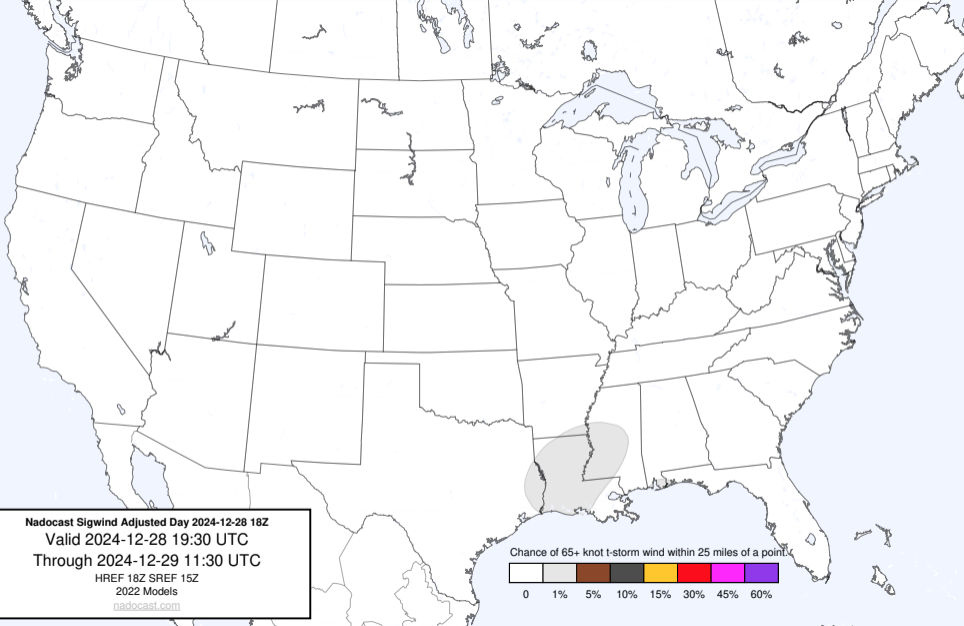 Nadocast Sigwind Adjusted Day 2024-12-28 18Z
Valid 2024-12-28 19:30 UTC
Through 2024-12-29 11:30 UTC
HREF 18Z SREF 15Z
2022 Models
nadocast.com
Chance of 65+ knot t-storm wind within 25 miles of a point.
0 1% 5% 10% 15% 30% 45% 60%